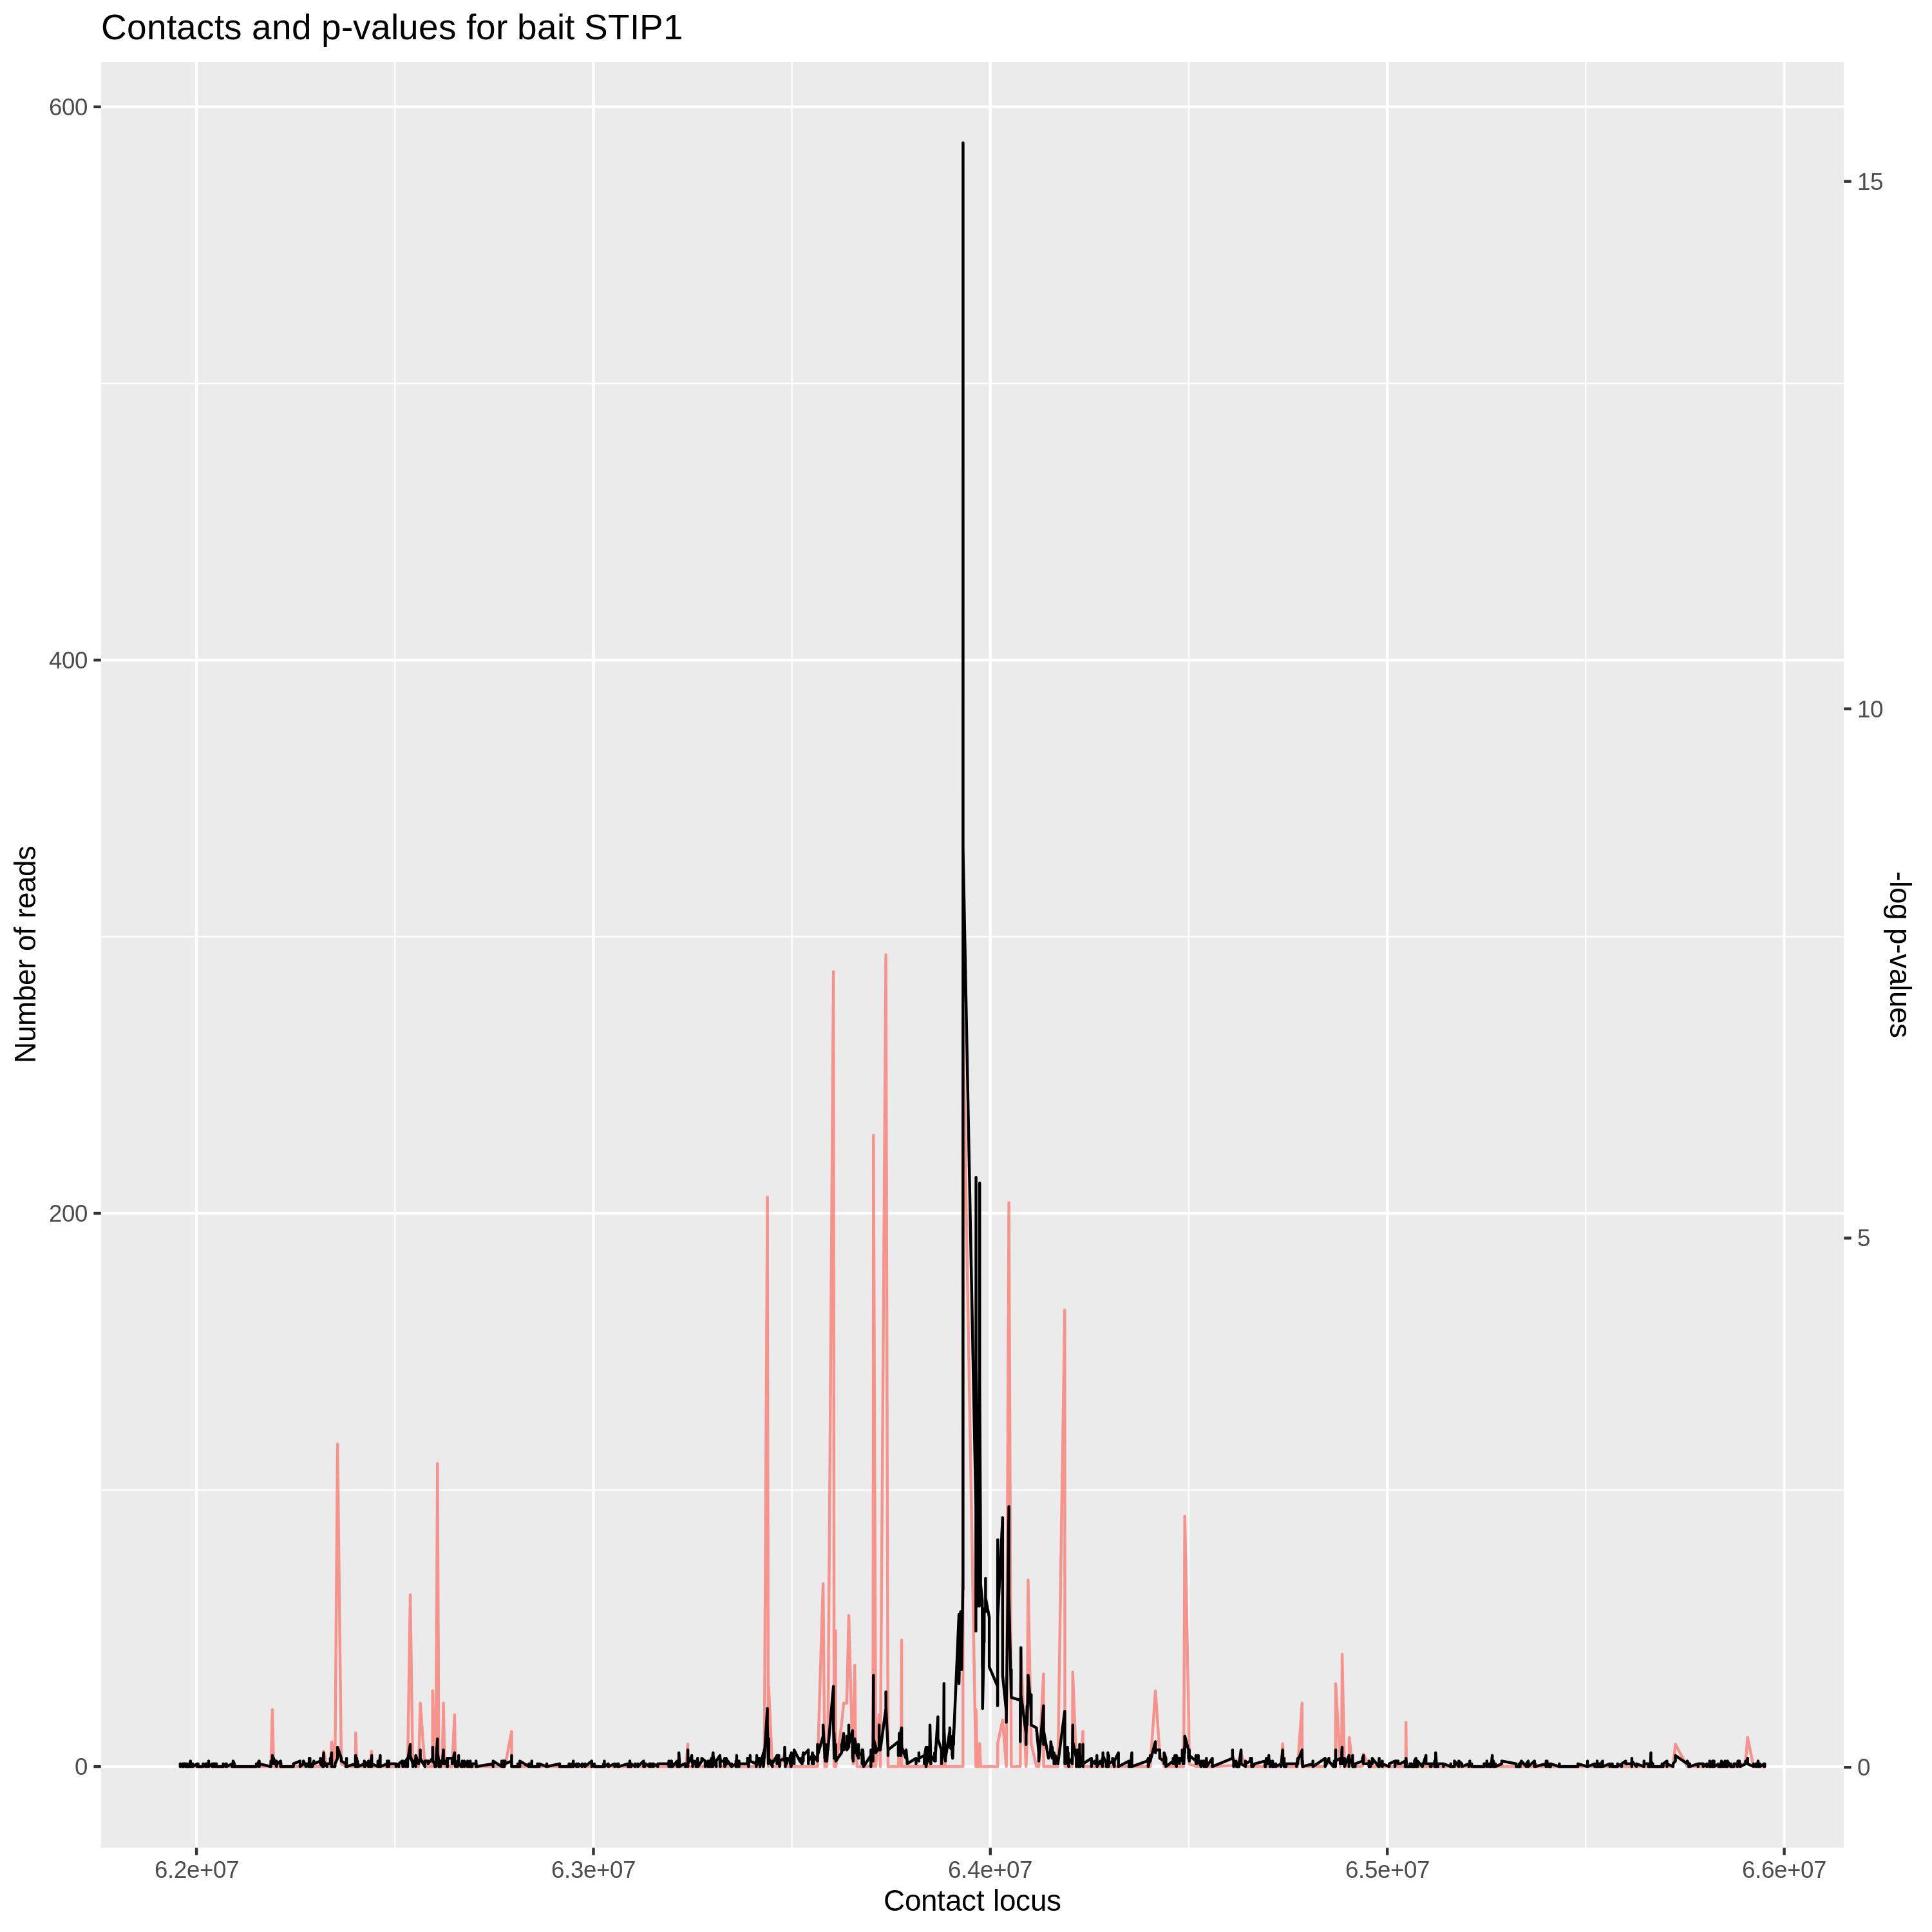 Contacts and p-values for bait STIP1
600
400
200
0
Number of reads
15
10
5
0
-log p-values
6.2e+07
6.3e+07
6.4e+07
6.5e+07
6.6e+07
Contact locus